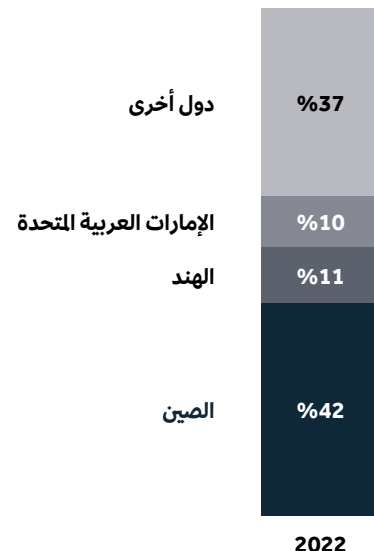 دول أخرى %37
الإمارات العربية المتحدة %10
الهند %11
الصين %42
2022